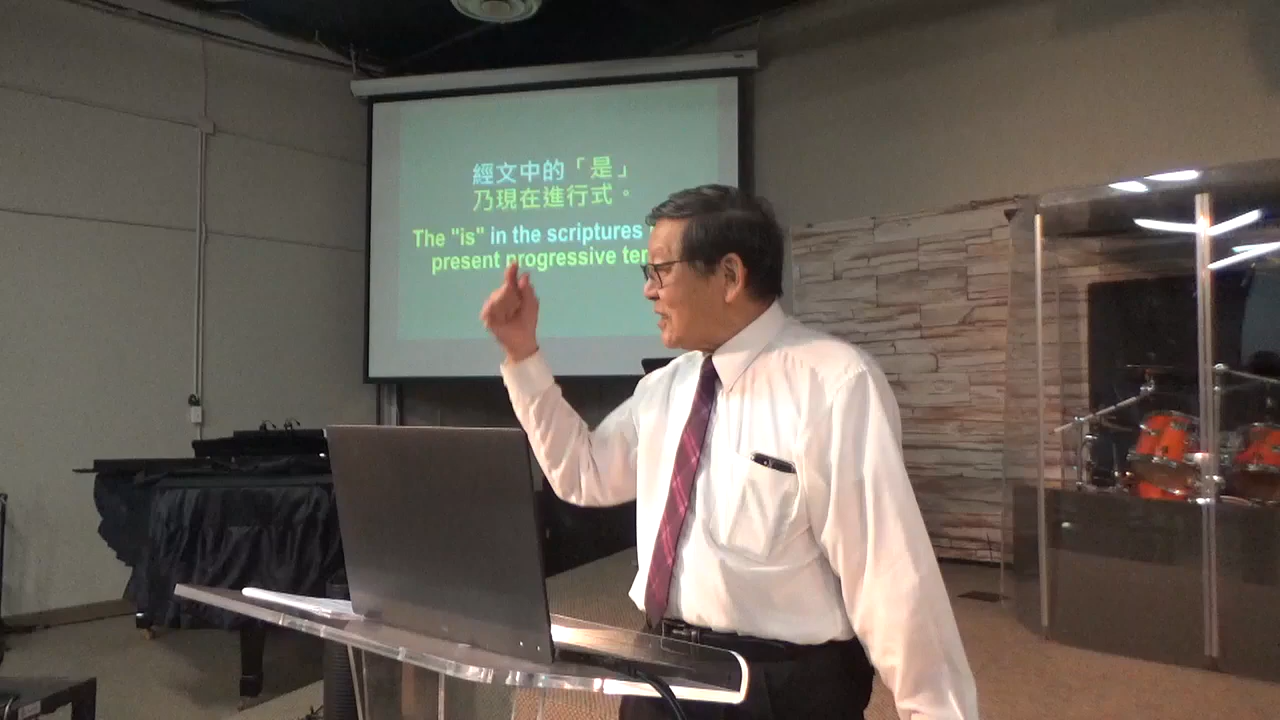 經文中的「是」
乃現在進行式。
The "is" in the scriptures
present progressive